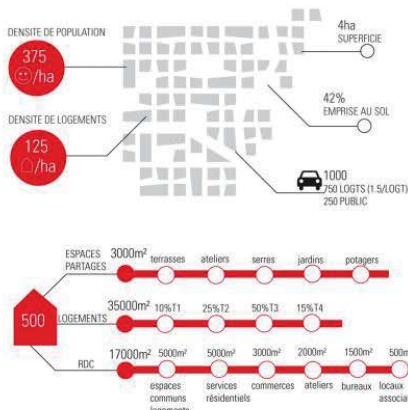 DENSITE DE POPULATION
375
/ha
DENSITE DE LOGEMENTS
125
/ha
4ha
SUPERFICIE
42%
EMPRISE AU SOL
1000
750 LOGTS (1.5/LOGT)
250 PUBLIC
500
ESPACES
PARTAGES
3000m²
terrasses
ateliers
serres
jardins
potagers
LOGEMENTS
35000m²
10%T1
25%T2
50%T3
15%T4
RDC
17000m²
5000m²
5000m²
3000m²
2000m²
1500m²
500m
espaces
communs
services
résidentiels
commerces
ateliers
bureaux
locaux
associa